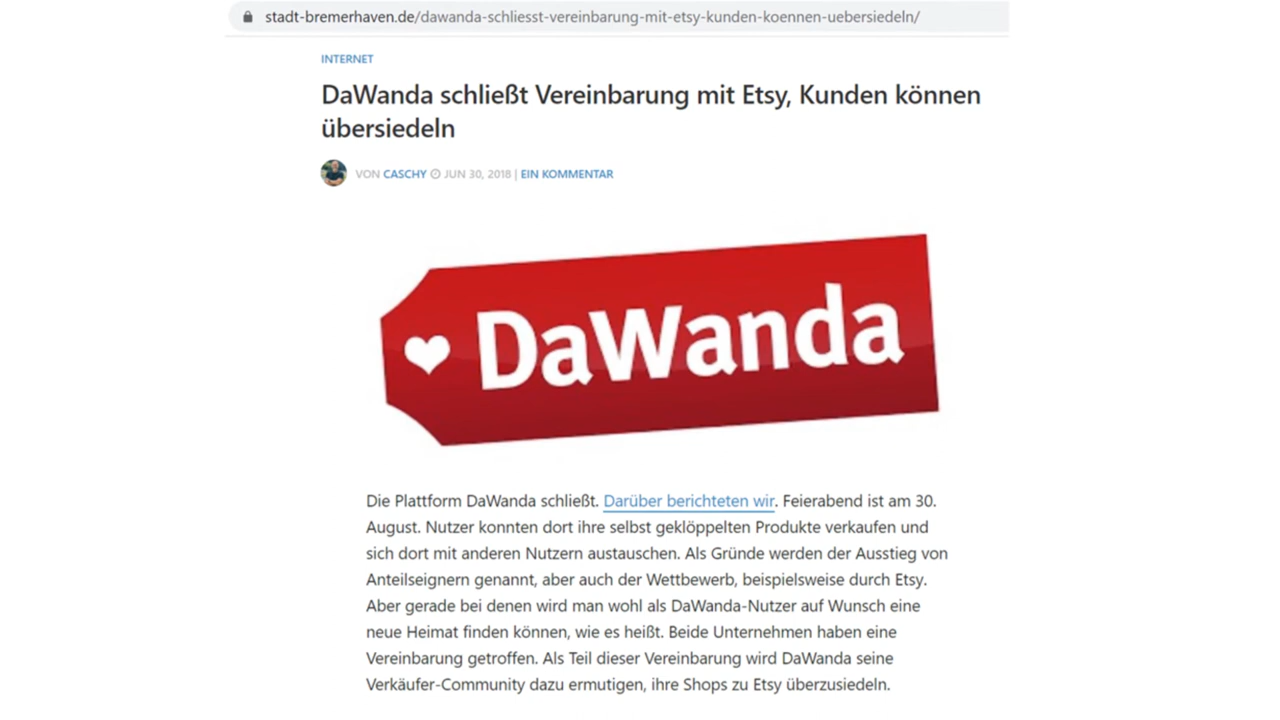 stadt-bremerhaven.de/dawanda-schliesst-vereinbarung-mit-etsy-kunden-koennen-uebersiedeln/
INTERNET
DaWanda schließt Vereinbarung mit Etsy, Kunden können
übersiedeln
VON CASCHY JUN 30, 2018 | EIN KOMMENTAR
DaWanda
Die Plattform DaWanda schließt. Darüber berichteten wir. Feierabend ist am 30.
August. Nutzer konnten dort ihre selbst geklöppelten Produkte verkaufen und
sich dort mit anderen Nutzern austauschen. Als Gründe werden der Ausstieg von
Anteilseignern genannt, aber auch der Wettbewerb, beispielsweise durch Etsy.
Aber gerade bei denen wird man wohl als DaWanda-Nutzer auf Wunsch eine
neue Heimat finden können, wie es heißt. Beide Unternehmen haben eine
Vereinbarung getroffen. Als Teil dieser Vereinbarung wird DaWanda seine
Verkäufer-Community dazu ermutigen, ihre Shops zu Etsy überzusiedeln.